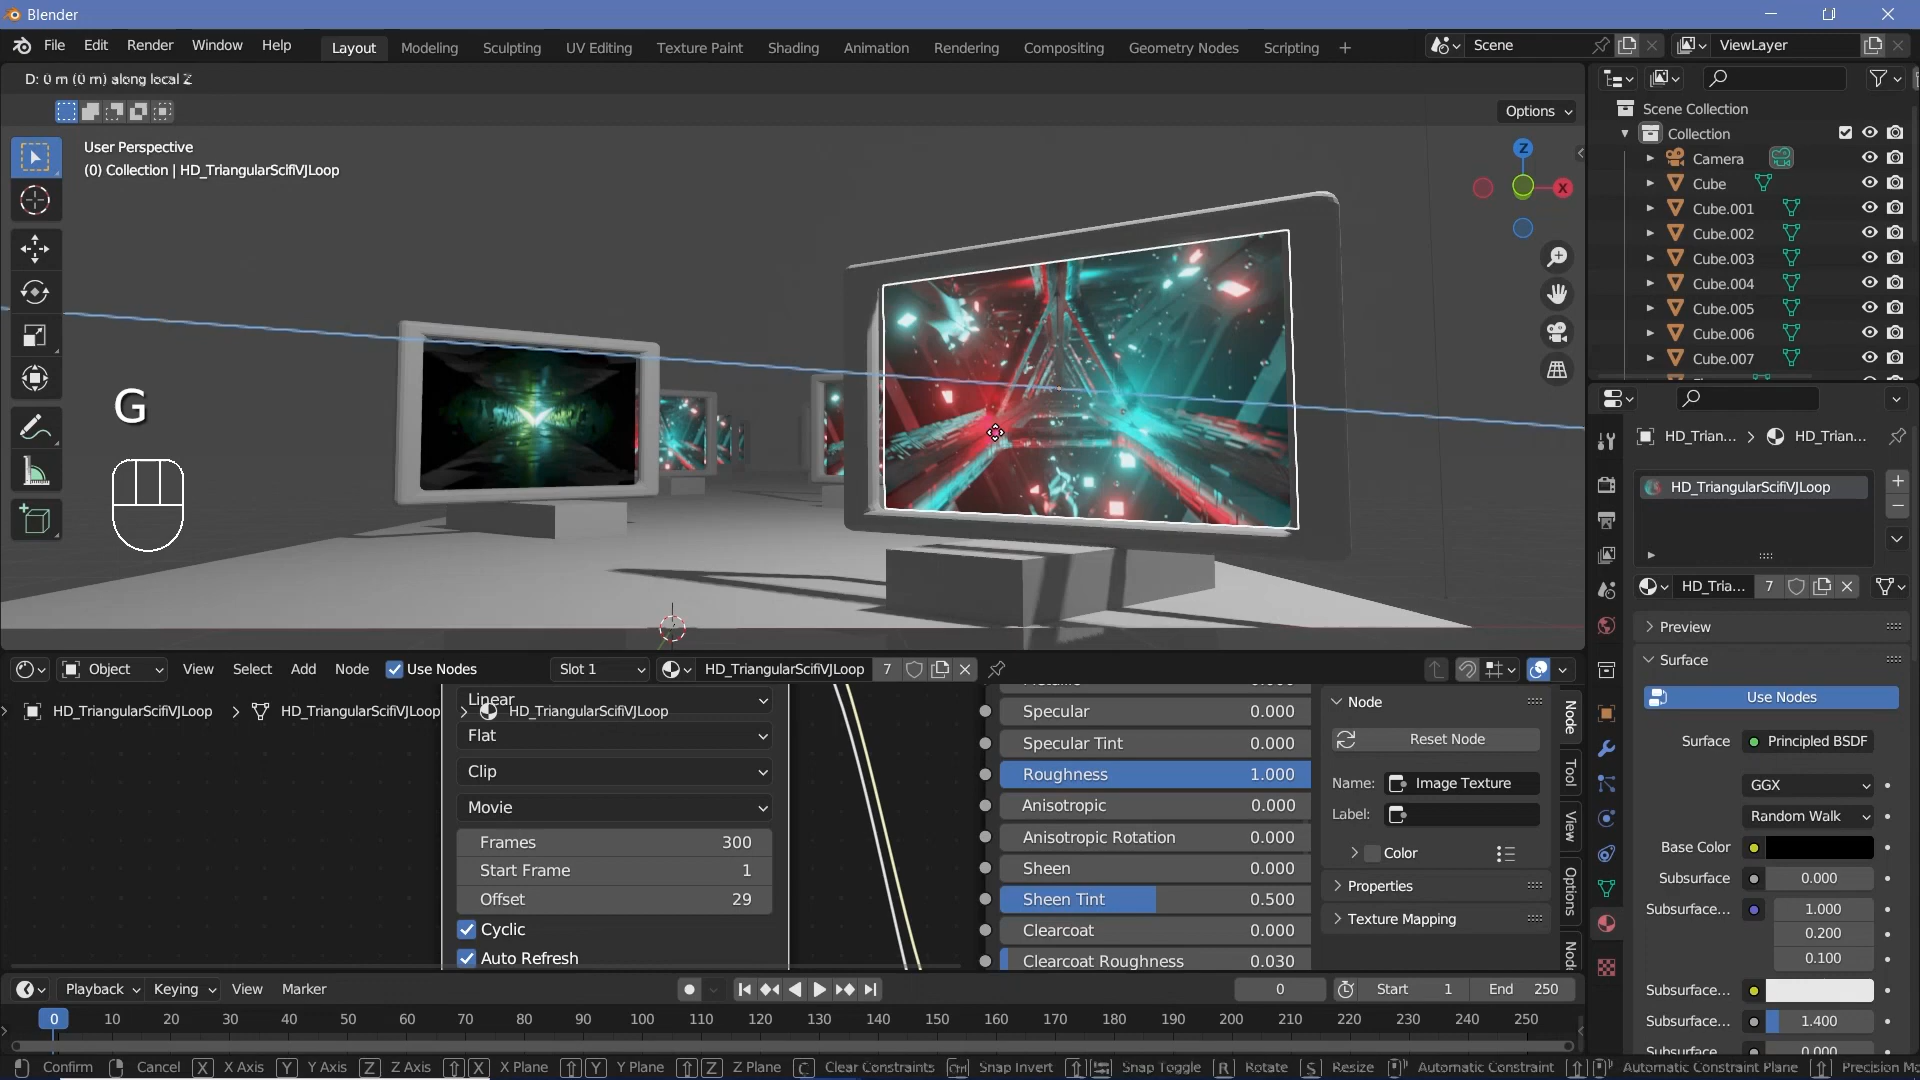 Blender
File Edit Render Window Help
Layout Modeling Sculpting UV Editing Texture Paint Shading Animation Rendering Compositing Geometry Nodes Scripting +
Scene
ViewLayer
D: 0 m (0 m) along local Z
Options
User Perspective
(0) Collection | HD_TriangularScifiVJLoop
Z
X
G
Scene Collection
Collection
Camera
Cube
Cube.001
Cube.002
Cube.003
Cube.004
Cube.005
Cube.006
Cube.007
HD_Trian... > HD_Trian...
HD_TriangularScifiVJLoop
HD_Tria... 7
Preview
Surface
Use Nodes
Surface Principled BSDF
GGX
Random Walk
Base Color
Subsurface 0.000
Subsurface... 1.000
0.200
0.100
Subsurface...
Subsurface... 1.400
Object View Select Add Node Use Nodes Slot 1 HD_TriangularScifiVJLoop 7
HD_TriangularScifiVJLoop > HD_TriangularScifiVJLoop > HD_TriangularScifiVJLoop
Linear
Flat
Clip
Movie
Frames 300
Start Frame 1
Offset 29
Cyclic
Auto Refresh
Specular 0.000
Specular Tint 0.000
Roughness 1.000
Anisotropic 0.000
Anisotropic Rotation 0.000
Sheen 0.000
Sheen Tint 0.500
Clearcoat 0.000
Clearcoat Roughness 0.030
Node
Reset Node
Name: Image Texture
Label:
Color
Properties
Texture Mapping
Node
Tool
View
Options
Playback Keying View Marker
0 Start 1 End 250
0 10 20 30 40 50 60 70 80 90 100 110 120 130 140 150 160 170 180 190 200 210 220 230 240 250
Confirm Cancel X X Axis Y Y Axis Z Z Axis X X Plane Y Y Plane Z Z Plane C Clear Constraints Ctrl Snap Invert Snap Toggle R Rotate S Resize Automatic Constraint Automatic Constraint Plane Precision Mo